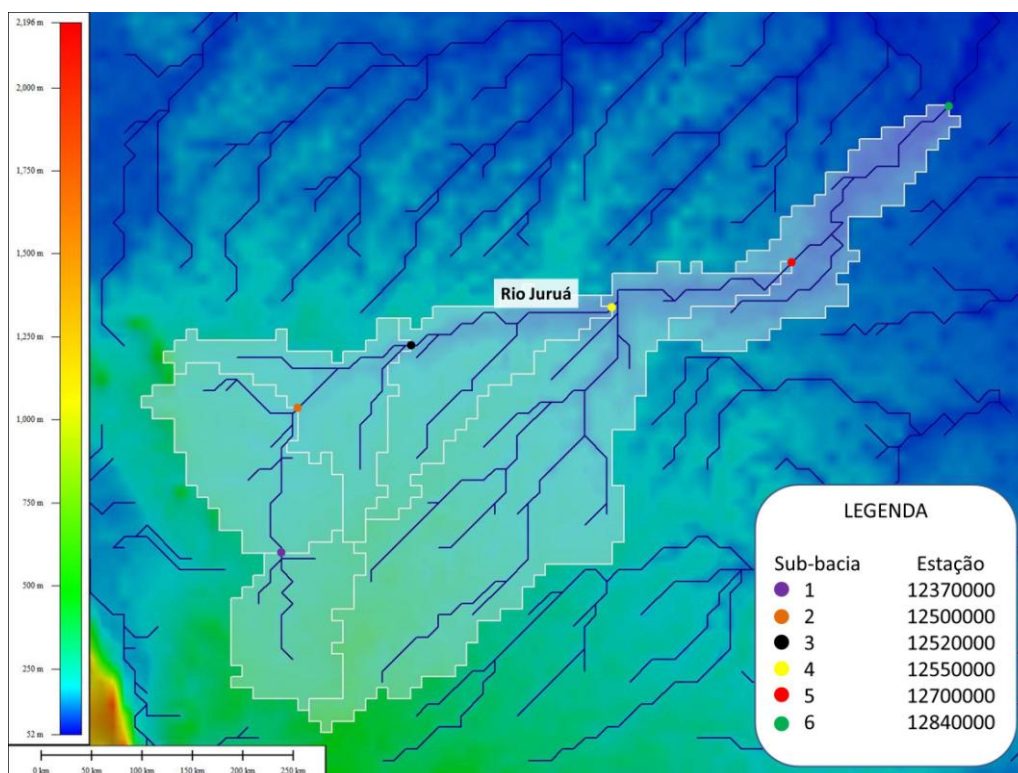 2,196 m
2,000 m
1,750 m
1,500 m
1,250 m
1,000 m
750 m
500 m
250 m
52 m
Rio Juruá
LEGENDA
Sub-bacia Estação
1 12370000
2 12500000
3 12520000
4 12550000
5 12700000
6 12840000
0 km 50 km 100 km 150 km 200 km 250 km